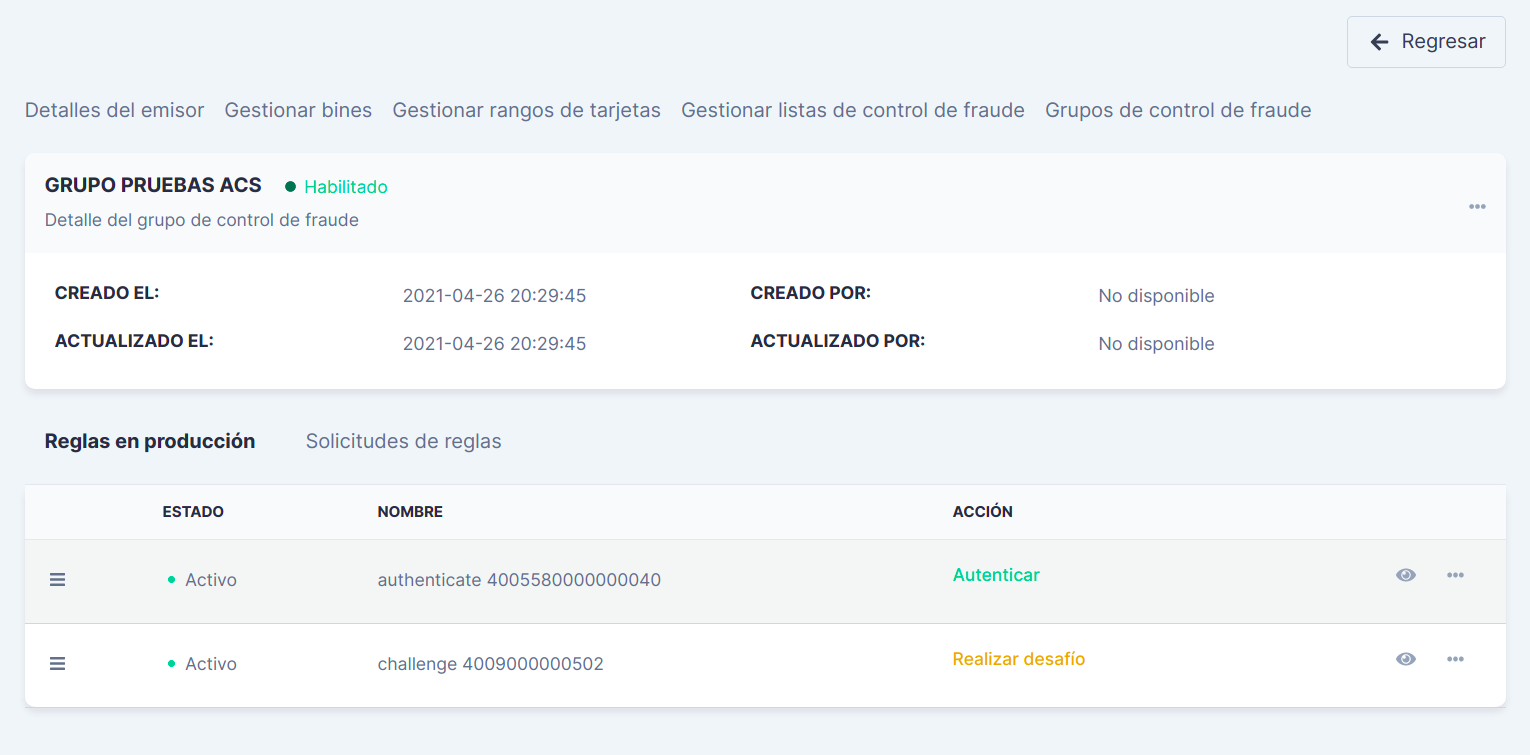 Regresar
Detalles del emisor Gestionar bines Gestionar rangos de tarjetas Gestionar listas de control de fraude Grupos de control de fraude
GRUPO PRUEBAS ACS Habilitado
Detalle del grupo de control de fraude
CREADO EL: 2021-04-26 20:29:45 CREADO POR: No disponible
ACTUALIZADO EL: 2021-04-26 20:29:45 ACTUALIZADO POR: No disponible
Reglas en producción Solicitudes de reglas
ESTADO NOMBRE ACCIÓN
Activo authenticate 4005580000000040 Autenticar
Activo challenge 4009000000502 Realizar desafío